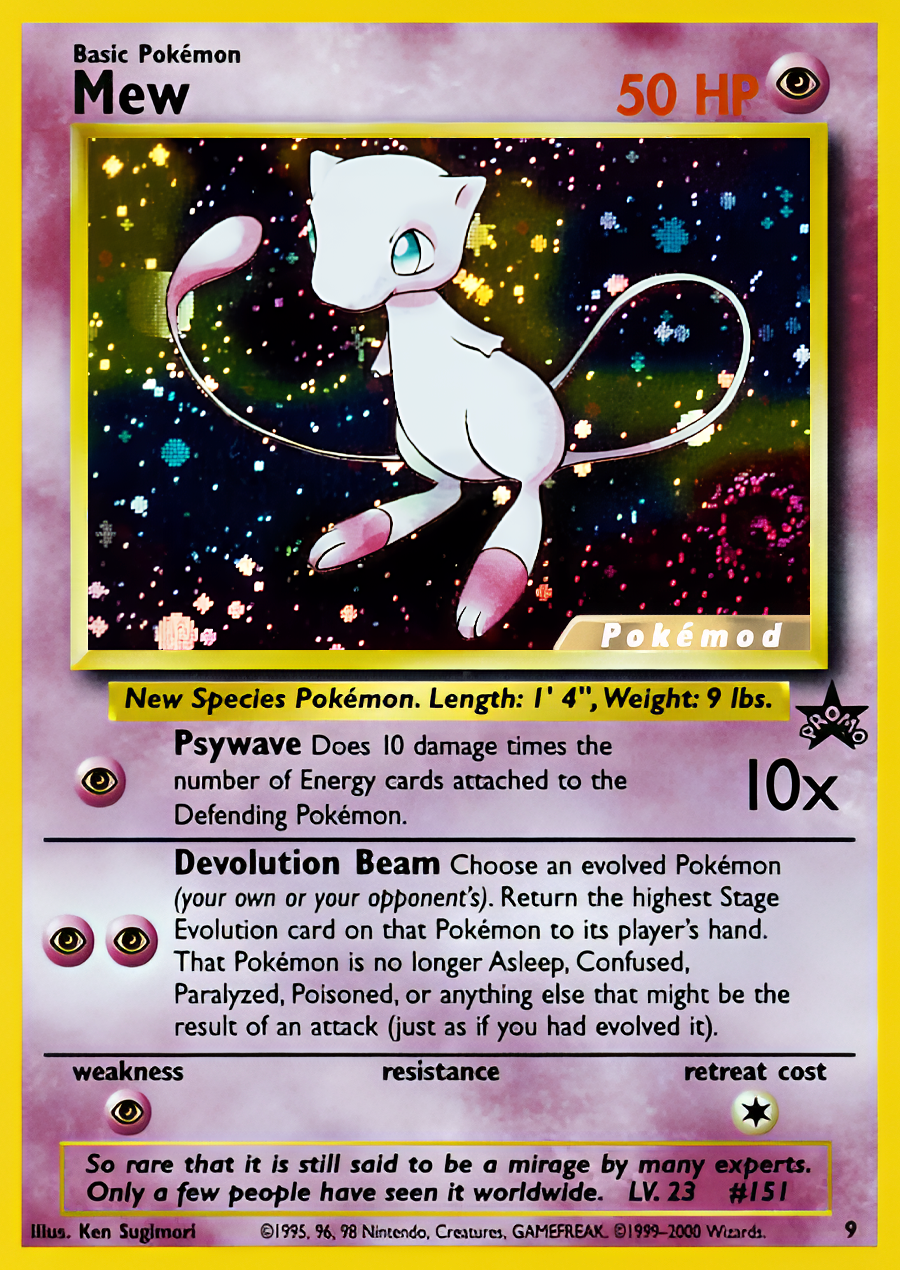 Basic Pokémon
Mew
50 HP
Pokémod
New Species Pokémon. Length: 1' 4", Weight: 9 lbs.
PROMO
Psywave Does 10 damage times the
number of Energy cards attached to the
Defending Pokémon.
10x
Devolution Beam Choose an evolved Pokémon
(your own or your opponent's). Return the highest Stage
Evolution card on that Pokémon to its player's hand.
That Pokémon is no longer Asleep, Confused,
Paralyzed, Poisoned, or anything else that might be the
result of an attack (just as if you had evolved it).
weakness resistance retreat cost
So rare that it is still said to be a mirage by many experts.
Only a few people have seen it worldwide. LV. 23 #151
Illus. Ken Sugimori ©1995, 96, 98 Nintendo, Creatures, GAMEFREAK. ©1999–2000 Wizards. 9